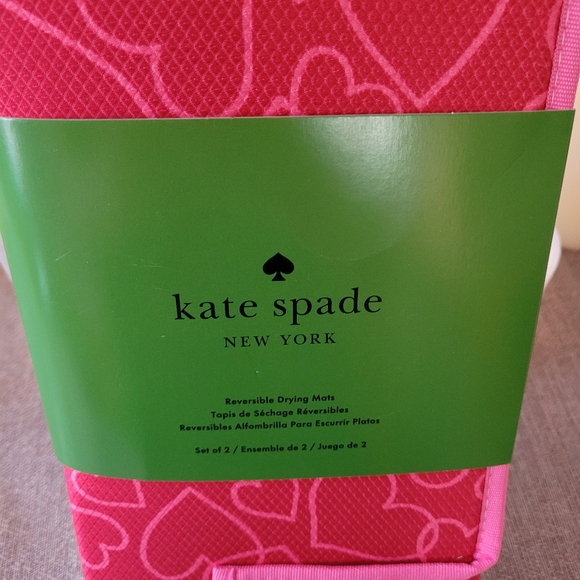 kate spade
NEW YORK
Reversible Drying Mats
Tapis de Séchage Réversibles
Reversibles Alfombrilla Para Escurrir Platos
Set of 2 / Ensemble de 2 / Juego de 2